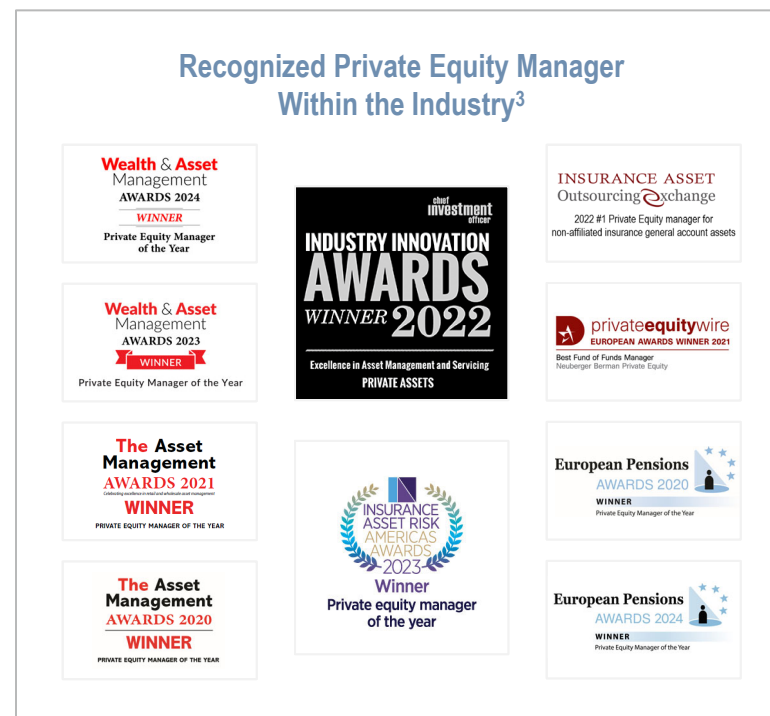 Recognized Private Equity Manager
Within the Industry³
Wealth & Asset
Management
AWARDS 2024
WINNER
Private Equity Manager
of the Year
Wealth & Asset
Management
AWARDS 2023
WINNER
Private Equity Manager of the Year
The Asset
Management
AWARDS 2021
Celebrating excellence in retail and wholesale asset management
WINNER
PRIVATE EQUITY MANAGER OF THE YEAR
The Asset
Management
AWARDS 2020
WINNER
PRIVATE EQUITY MANAGER OF THE YEAR
chief
investment
officer
INDUSTRY INNOVATION
AWARDS
WINNER 2022
Excellence in Asset Management and Servicing
PRIVATE ASSETS
INSURANCE
ASSET RISK
AMERICAS
AWARDS
2023
Winner
Private equity manager
of the year
INSURANCE ASSET
Outsourcing Exchange
2022 #1 Private Equity manager for
non-affiliated insurance general account assets
privateequitywire
EUROPEAN AWARDS WINNER 2021
Best Fund of Funds Manager
Neuberger Berman Private Equity
European Pensions
AWARDS 2020
WINNER
Private Equity Manager of the Year
European Pensions
AWARDS 2024
WINNER
Private Equity Manager of the Year